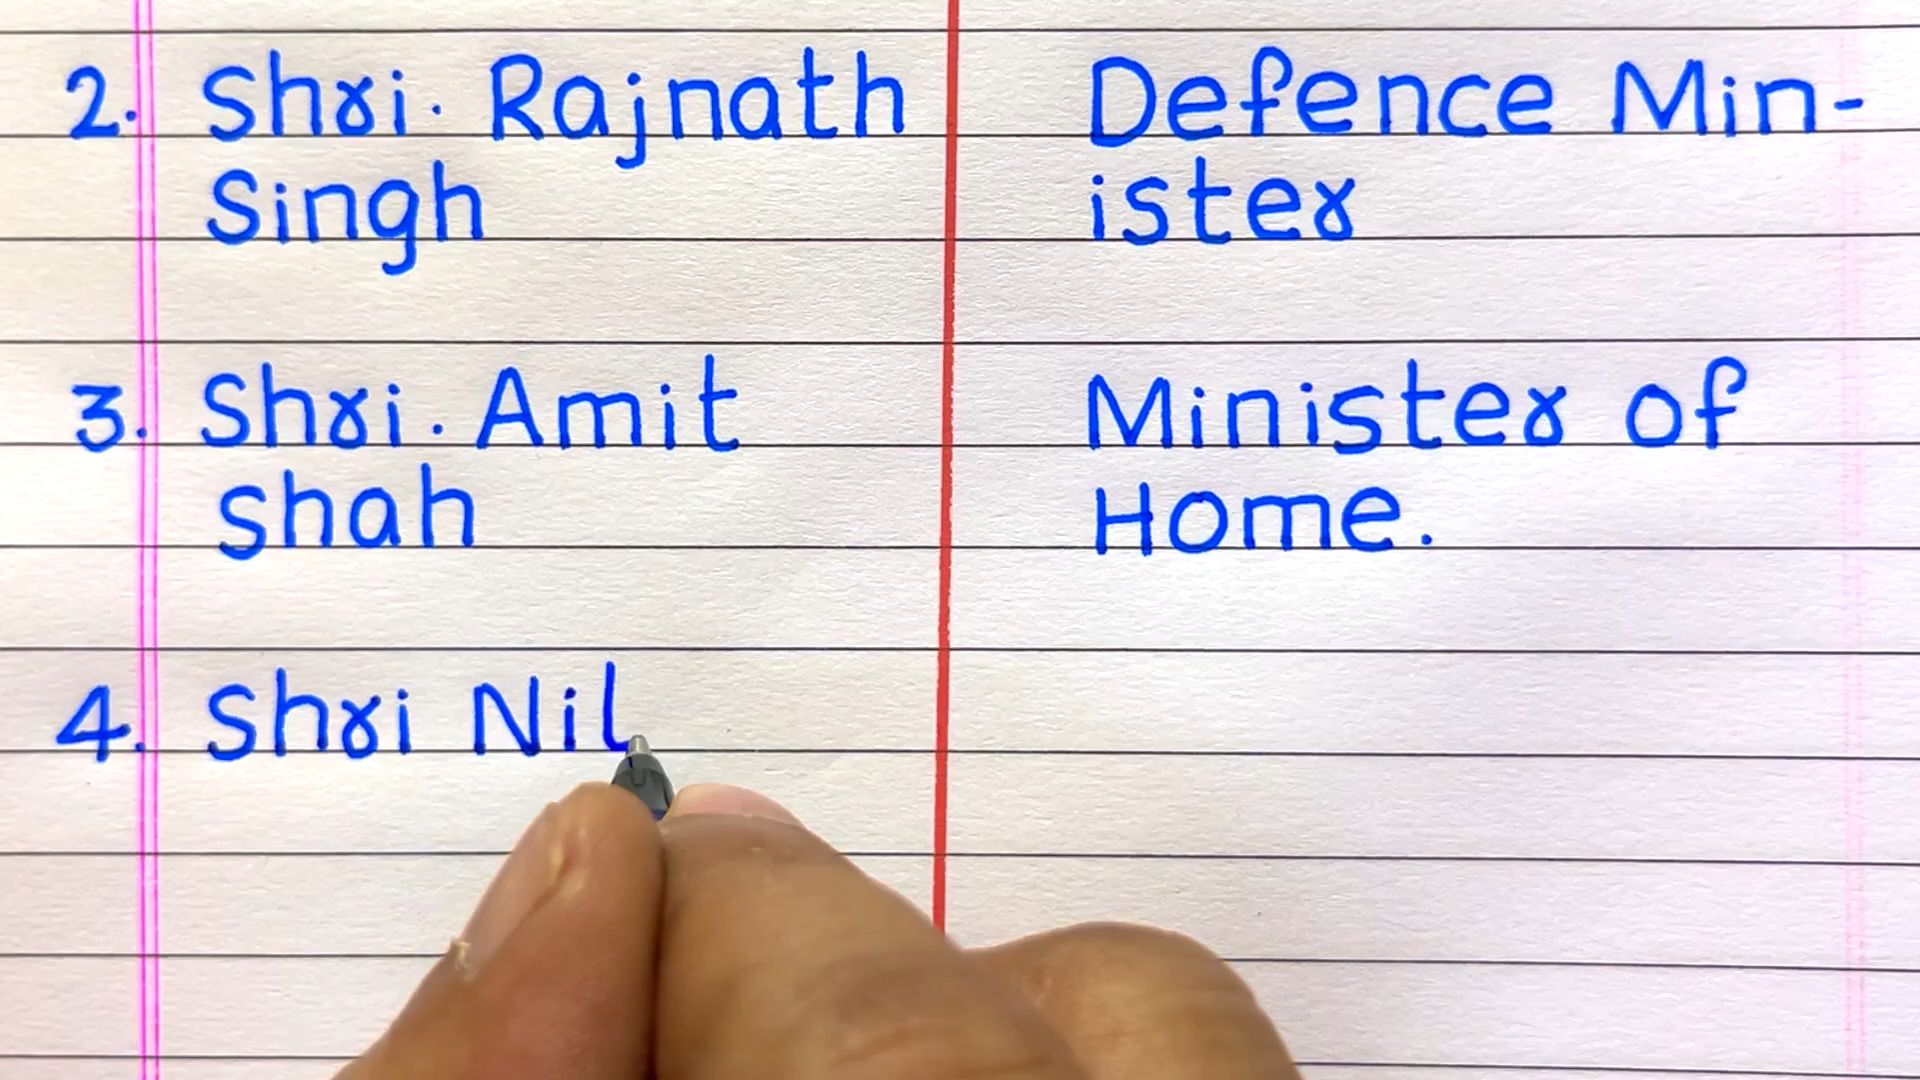 2. Shri. Rajnath Defence Min-
Singh ister
3. Shri. Amit Minister of
Shah Home.
4. Shri Nil